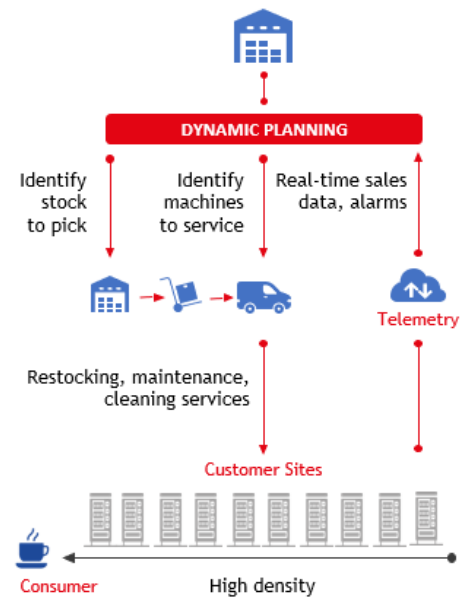 DYNAMIC PLANNING
Identify
stock
to pick
Identify
machines
to service
Real-time sales
data, alarms
Telemetry
Restocking, maintenance,
cleaning services
Customer Sites
Consumer
High density